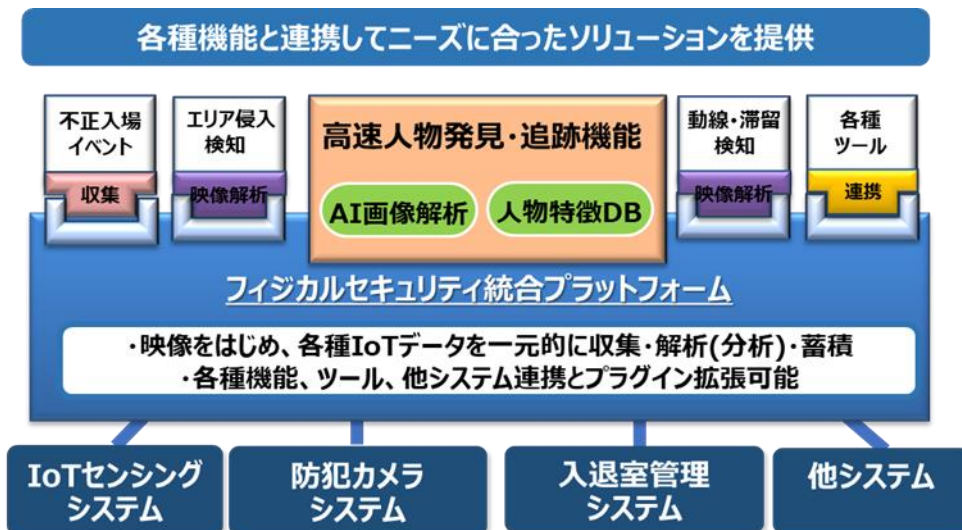 各種機能と連携してニーズに合ったソリューションを提供
不正入場
イベント
収集
エリア侵入
検知
映像解析
高速人物発見・追跡機能
AI画像解析
人物特徴DB
動線・滞留
検知
映像解析
各種
ツール
連携
フィジカルセキュリティ統合プラットフォーム
・映像をはじめ、各種IoTデータを一元的に収集・解析(分析)・蓄積
・各種機能、ツール、他システム連携とプラグイン拡張可能
IoTセンシング
システム
防犯カメラ
システム
入退室管理
システム
他システム